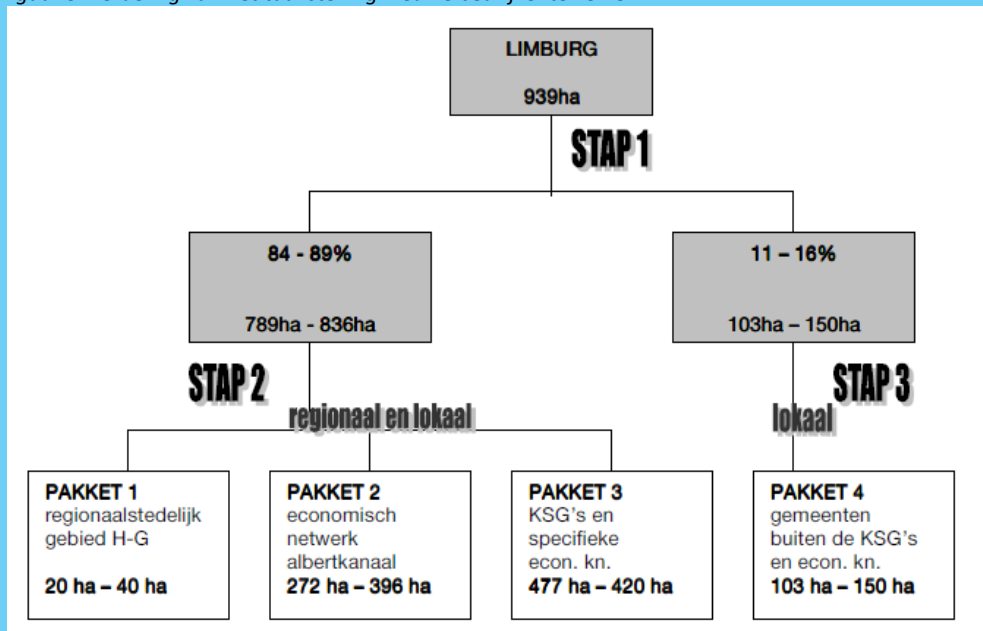 LIMBURG
939ha
STAP 1
84 - 89%
789ha - 836ha
11 – 16%
103ha – 150ha
STAP 2
regionaal en lokaal
STAP 3
lokaal
PAKKET 1
regionaalstedelijk
gebied H-G
20 ha – 40 ha
PAKKET 2
economisch
netwerk
albertkanaal
272 ha – 396 ha
PAKKET 3
KSG's en
specifieke
econ. kn.
477 ha – 420 ha
PAKKET 4
gemeenten
buiten de KSG's
en econ. kn.
103 ha – 150 ha